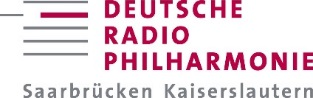 DEUTSCHE
RADIO
PHILHARMONIE
Saarbrücken Kaiserslautern